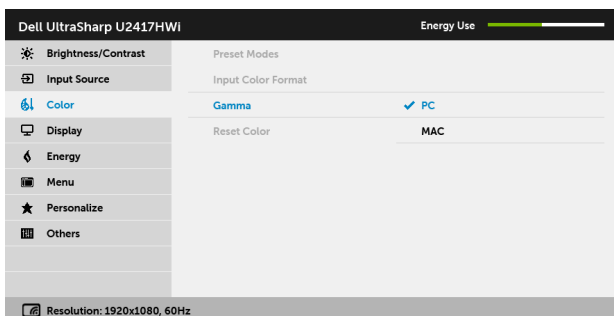 Dell UltraSharp U2417HWi
Energy Use
Brightness/Contrast
Preset Modes
Input Source
Input Color Format
Color
Gamma
PC
Display
Reset Color
MAC
Energy
Menu
Personalize
Others
Resolution: 1920x1080, 60Hz